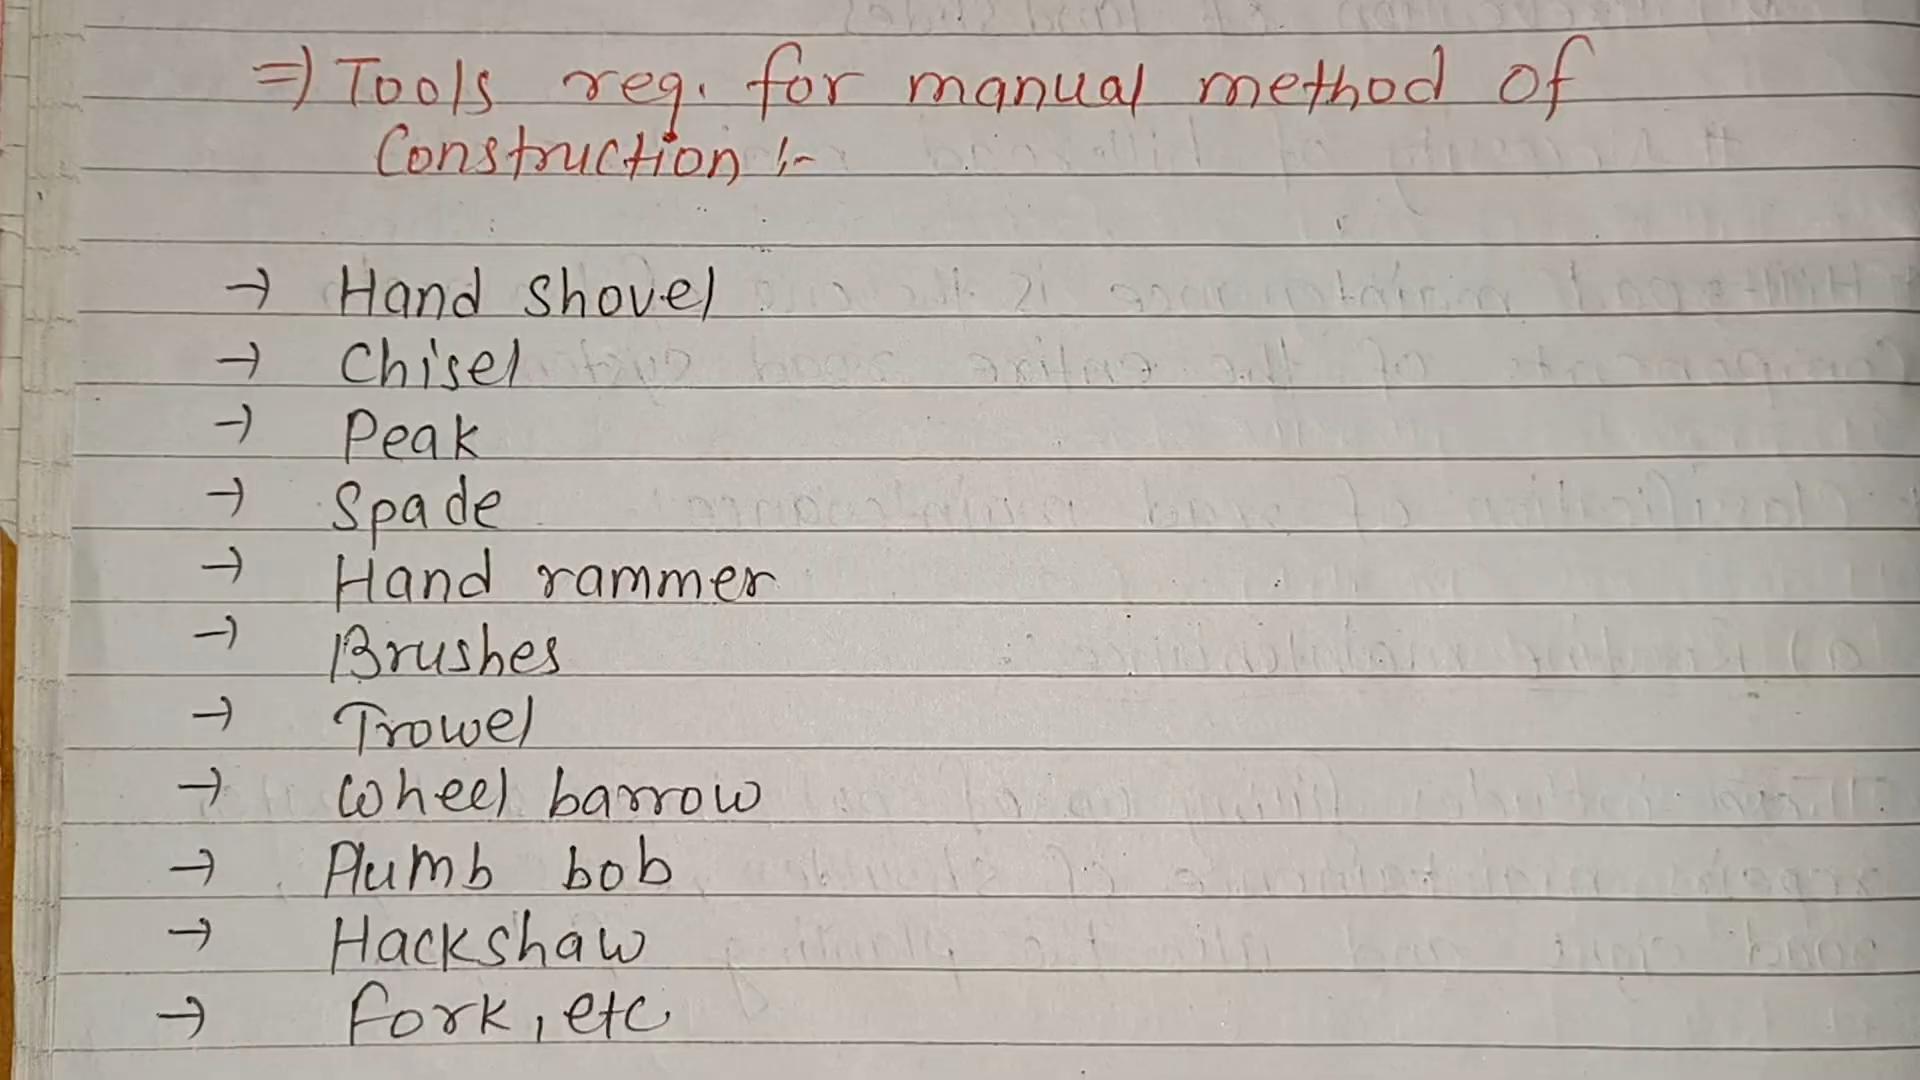 ⇒ Tools req. for manual method of
Construction :-
→ Hand shovel
→ Chisel
→ Peak
→ Spade
→ Hand rammer
→ Brushes
→ Trowel
→ Wheel barrow
→ Plumb bob
→ Hackshaw
→ Fork, etc.